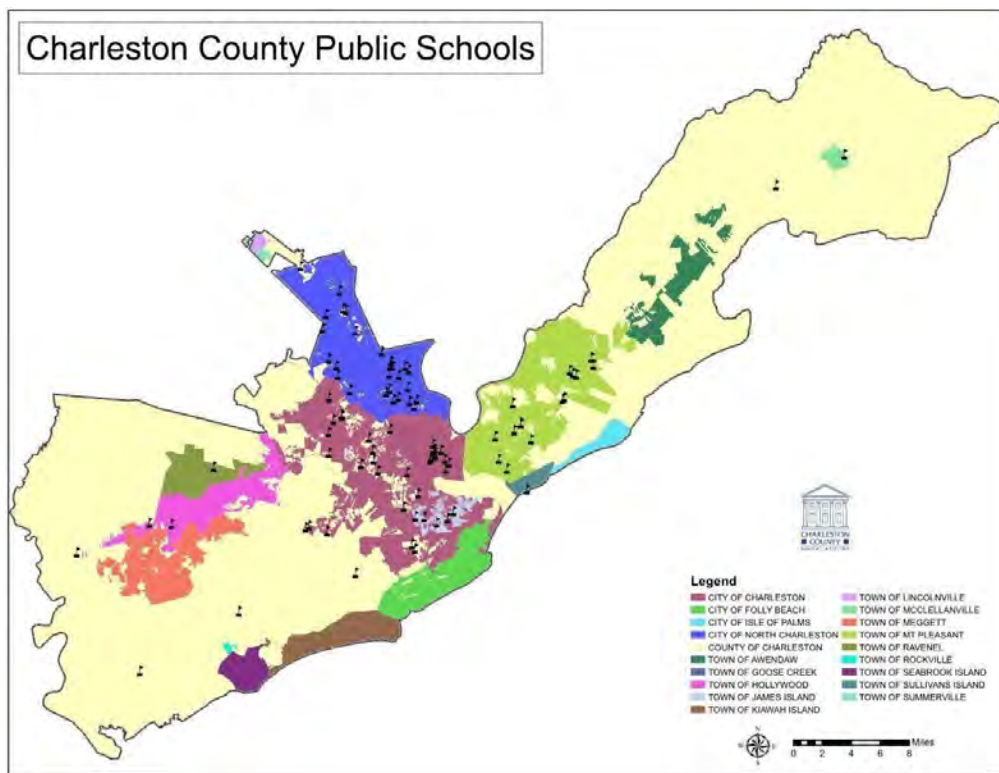 Charleston County Public Schools
CHARLESTON
COUNTY
Legend
CITY OF CHARLESTON
CITY OF FOLLY BEACH
CITY OF ISLE OF PALMS
CITY OF NORTH CHARLESTON
COUNTY OF CHARLESTON
TOWN OF AWENDAW
TOWN OF GOOSE CREEK
TOWN OF HOLLYWOOD
TOWN OF JAMES ISLAND
TOWN OF KIAWAH ISLAND
TOWN OF LINCOLNVILLE
TOWN OF MCCLELLANVILLE
TOWN OF MEGGETT
TOWN OF MT PLEASANT
TOWN OF RAVENEL
TOWN OF ROCKVILLE
TOWN OF SEABROOK ISLAND
TOWN OF SULLIVANS ISLAND
TOWN OF SUMMERVILLE
N
W E
S
Miles
0 2 4 6 8